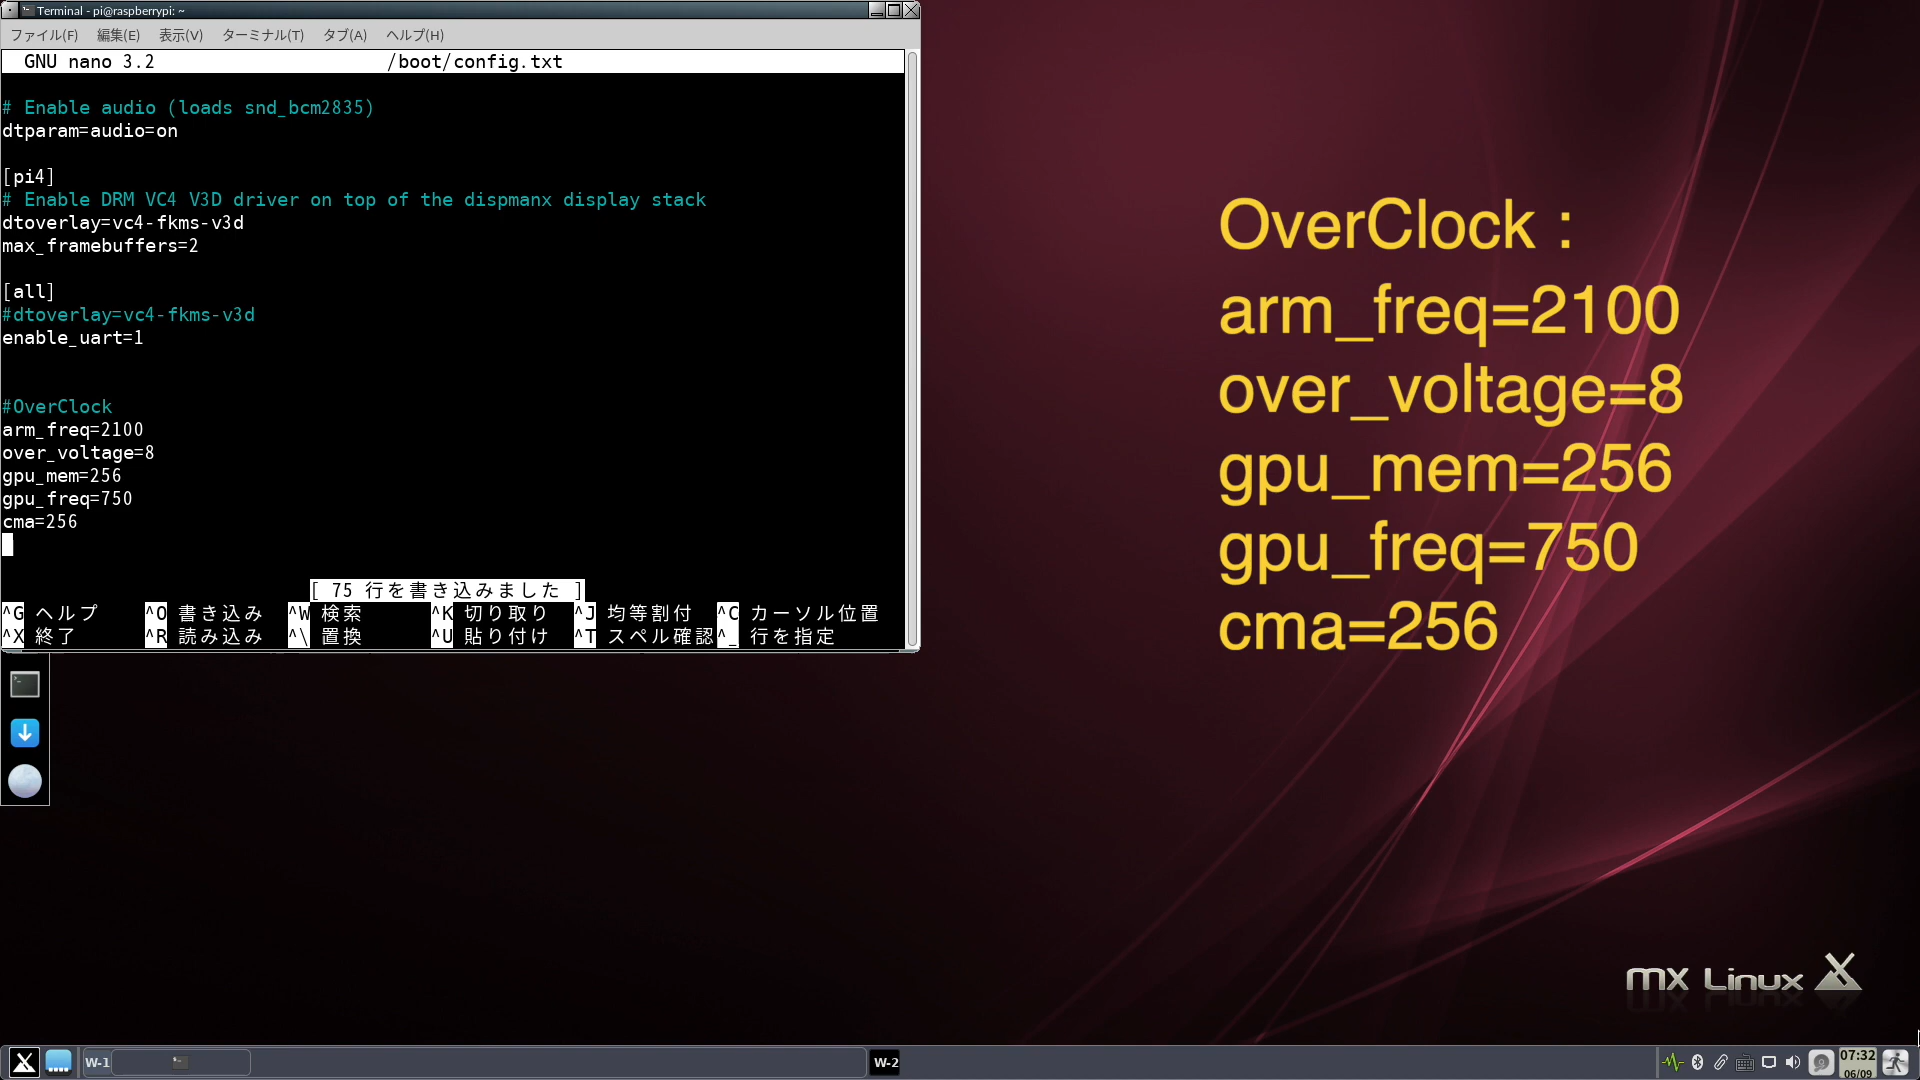 Terminal - pi@raspberrypi: ~
ファイル(F) 編集(E) 表示(V) ターミナル(T) タブ(A) ヘルプ(H)
GNU nano 3.2 /boot/config.txt
# Enable audio (loads snd_bcm2835)
dtparam=audio=on
[pi4]
# Enable DRM VC4 V3D driver on top of the dispmanx display stack
dtoverlay=vc4-fkms-v3d
max_framebuffers=2
[all]
#dtoverlay=vc4-fkms-v3d
enable_uart=1
#OverClock
arm_freq=2100
over_voltage=8
gpu_mem=256
gpu_freq=750
cma=256
[ 75 行を書き込みました ]
^G ヘルプ ^O 書き込み ^W 検索 ^K 切り取り ^J 均等割付 ^C カーソル位置
^X 終了 ^R 読み込み ^\ 置換 ^U 貼り付け ^T スペル確認 ^_ 行を指定
OverClock :
arm_freq=2100
over_voltage=8
gpu_mem=256
gpu_freq=750
cma=256
MX Linux
W-1
W-2
07:32
06/09